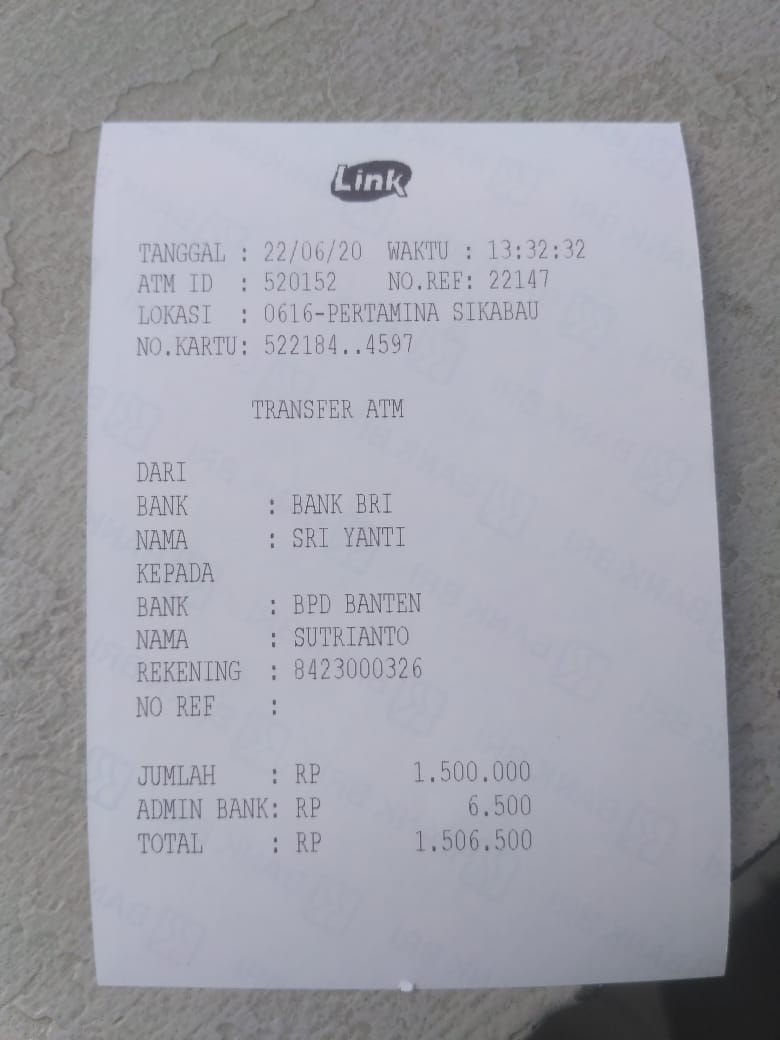 Link
TANGGAL : 22/06/20 WAKTU : 13:32:32
ATM ID : 520152 NO.REF: 22147
LOKASI : 0616-PERTAMINA SIKABAU
NO.KARTU: 522184..4597
TRANSFER ATM
DARI
BANK : BANK BRI
NAMA : SRI YANTI
KEPADA
BANK : BPD BANTEN
NAMA : SUTRIANTO
REKENING : 8423000326
NO REF :
JUMLAH : RP 1.500.000
ADMIN BANK: RP 6.500
TOTAL : RP 1.506.500